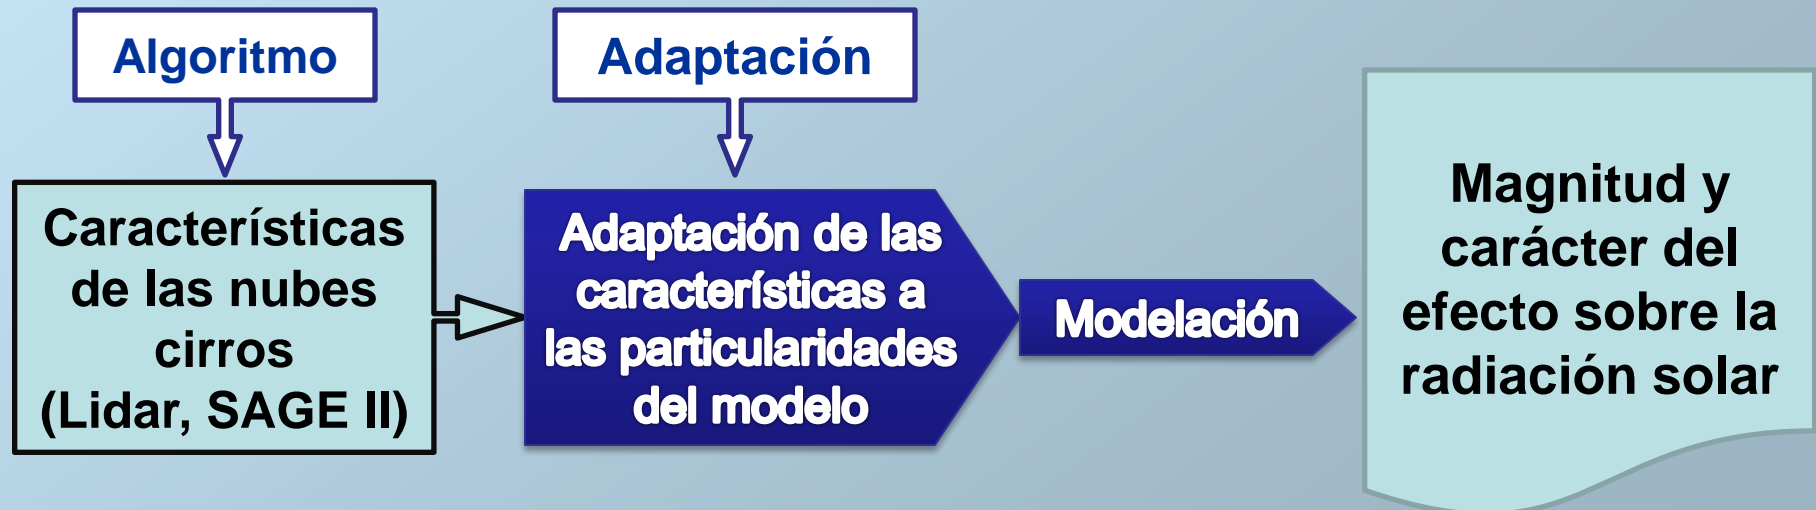 Algoritmo
Adaptación
Características
de las nubes
cirros
(Lidar, SAGE II)
Adaptación de las
características a
las particularidades
del modelo
Modelación
Magnitud y
carácter del
efecto sobre la
radiación solar